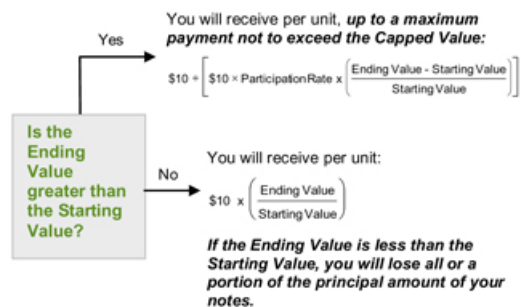 You will receive per unit, up to a maximum
payment not to exceed the Capped Value:
Yes
$10 + [$10 × Participation Rate x (Ending Value - Starting Value / Starting Value)]
Is the
Ending
Value
greater than
the Starting
Value?
No
You will receive per unit:
$10 x (Ending Value / Starting Value)
If the Ending Value is less than the
Starting Value, you will lose all or a
portion of the principal amount of your
notes.